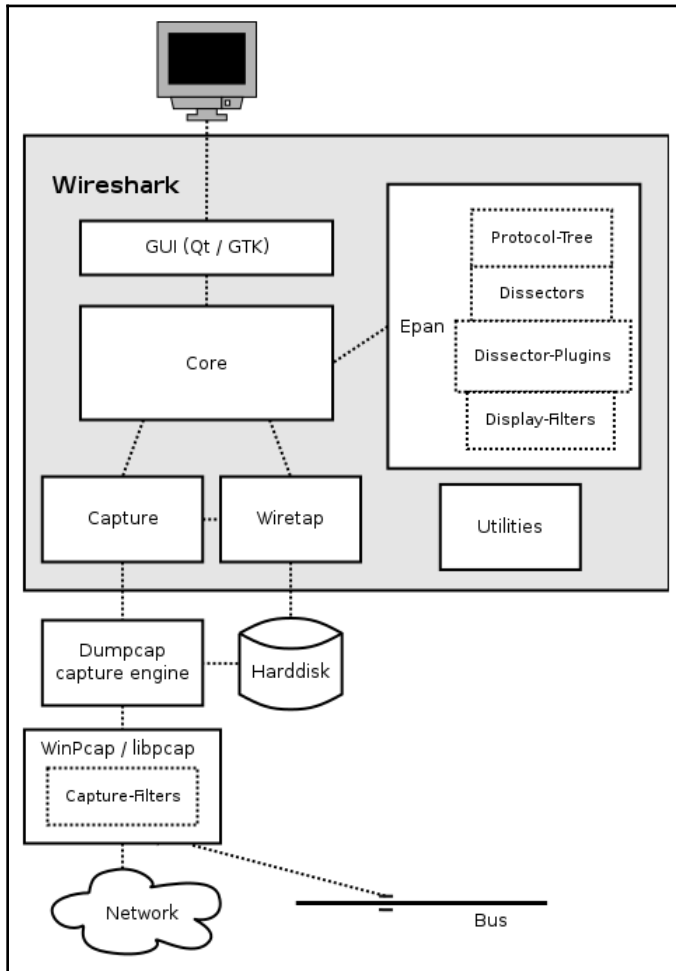 Wireshark
GUI (Qt / GTK)
Core
Epan
Protocol-Tree
Dissectors
Dissector-Plugins
Display-Filters
Capture
Wiretap
Utilities
Dumpcap
capture engine
Harddisk
WinPcap / libpcap
Capture-Filters
Network
Bus